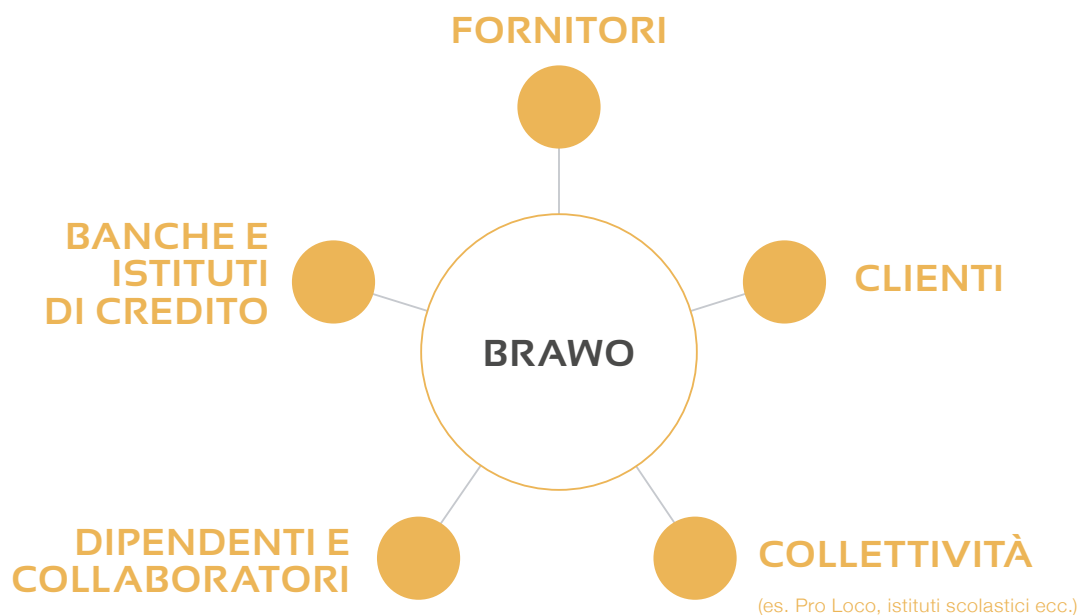 FORNITORI
BANCHE E
ISTITUTI
DI CREDITO
CLIENTI
BRAWO
DIPENDENTI E
COLLABORATORI
COLLETTIVITÀ
(es. Pro Loco, istituti scolastici ecc.)